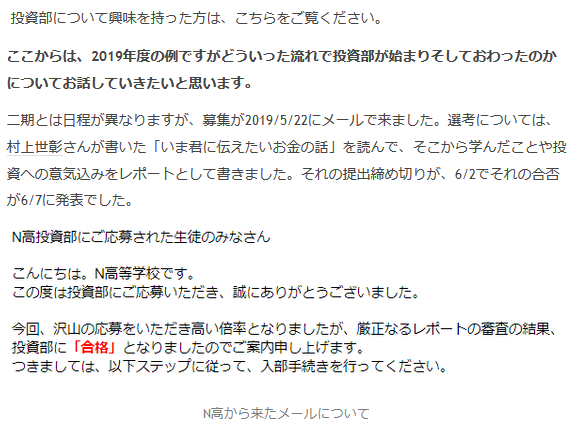 投資部について興味を持った方は、こちらをご覧ください。
ここからは、2019年度の例ですがどういった流れで投資部が始まりそしておわったのか
についてお話していきたいと思います。
二期とは日程が異なりますが、募集が2019/5/22にメールで来ました。選考については、
村上世彰さんが書いた「いま君に伝えたいお金の話」を読んで、そこから学んだことや投
資への意気込みをレポートとして書きました。それの提出締め切りが、6/2でそれの合否
が6/7に発表でした。
N高投資部にご応募された生徒のみなさん
こんにちは。N高等学校です。
この度は投資部にご応募いただき、誠にありがとうございました。
今回、沢山の応募をいただき高い倍率となりましたが、厳正なるレポートの審査の結果、
投資部に「合格」となりましたのでご案内申し上げます。
つきましては、以下ステップに従って、入部手続きを行ってください。
N高から来たメールについて